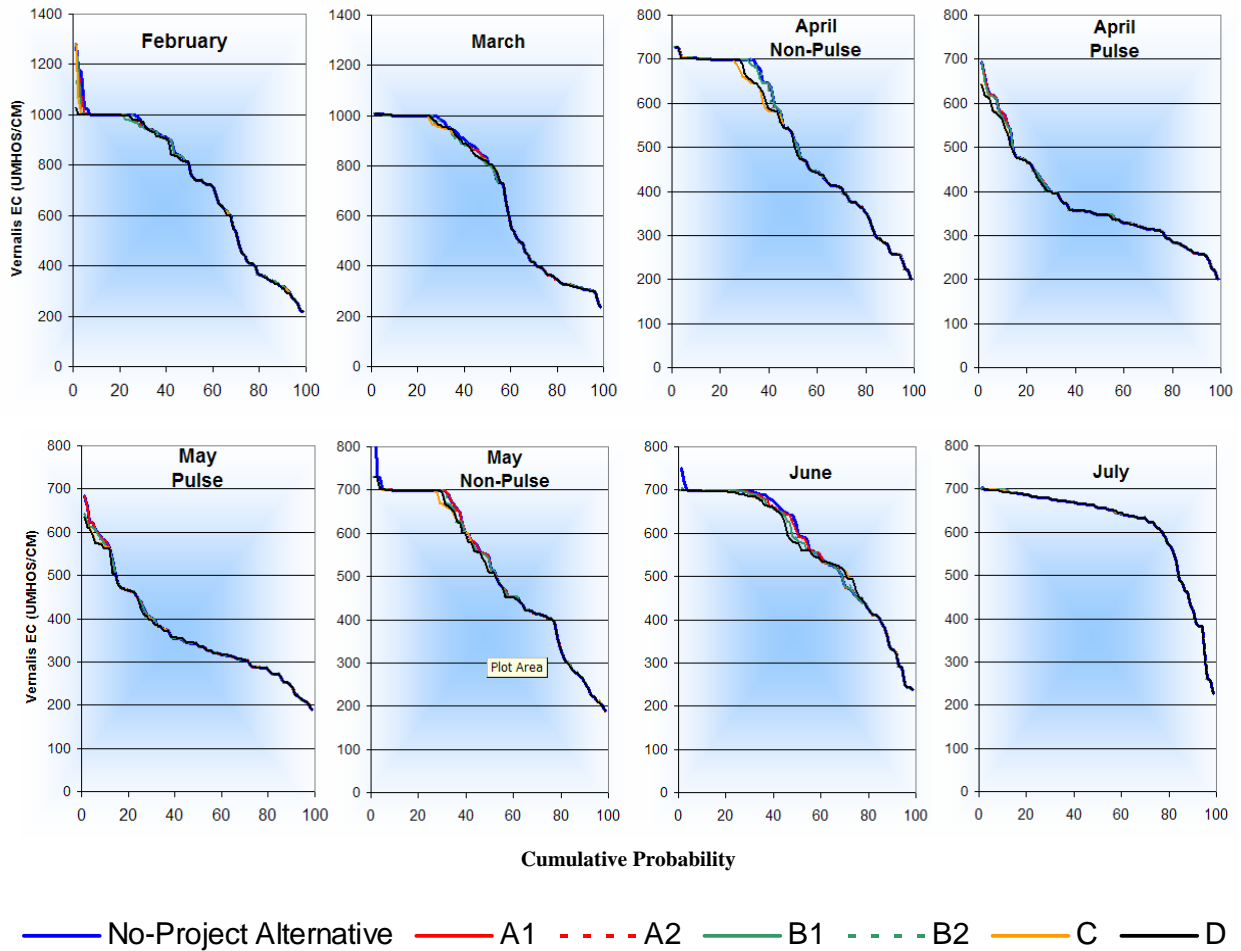 February
March
April
Non-Pulse
April
Pulse
Vernalis EC (UMHOS/CM)
1400
1200
1000
800
600
400
200
0
0 20 40 60 80 100
1400
1200
1000
800
600
400
200
0
0 20 40 60 80 100
800
700
600
500
400
300
200
100
0
0 20 40 60 80 100
800
700
600
500
400
300
200
100
0
0 20 40 60 80 100
May
Pulse
May
Non-Pulse
June
July
Vernalis EC (UMHOS/CM)
800
700
600
500
400
300
200
100
0
0 20 40 60 80 100
800
700
600
500
400
300
200
100
0
Plot Area
0 20 40 60 80 100
800
700
600
500
400
300
200
100
0
0 20 40 60 80 100
800
700
600
500
400
300
200
100
0
0 20 40 60 80 100
Cumulative Probability
No-Project Alternative A1 A2 B1 B2 C D